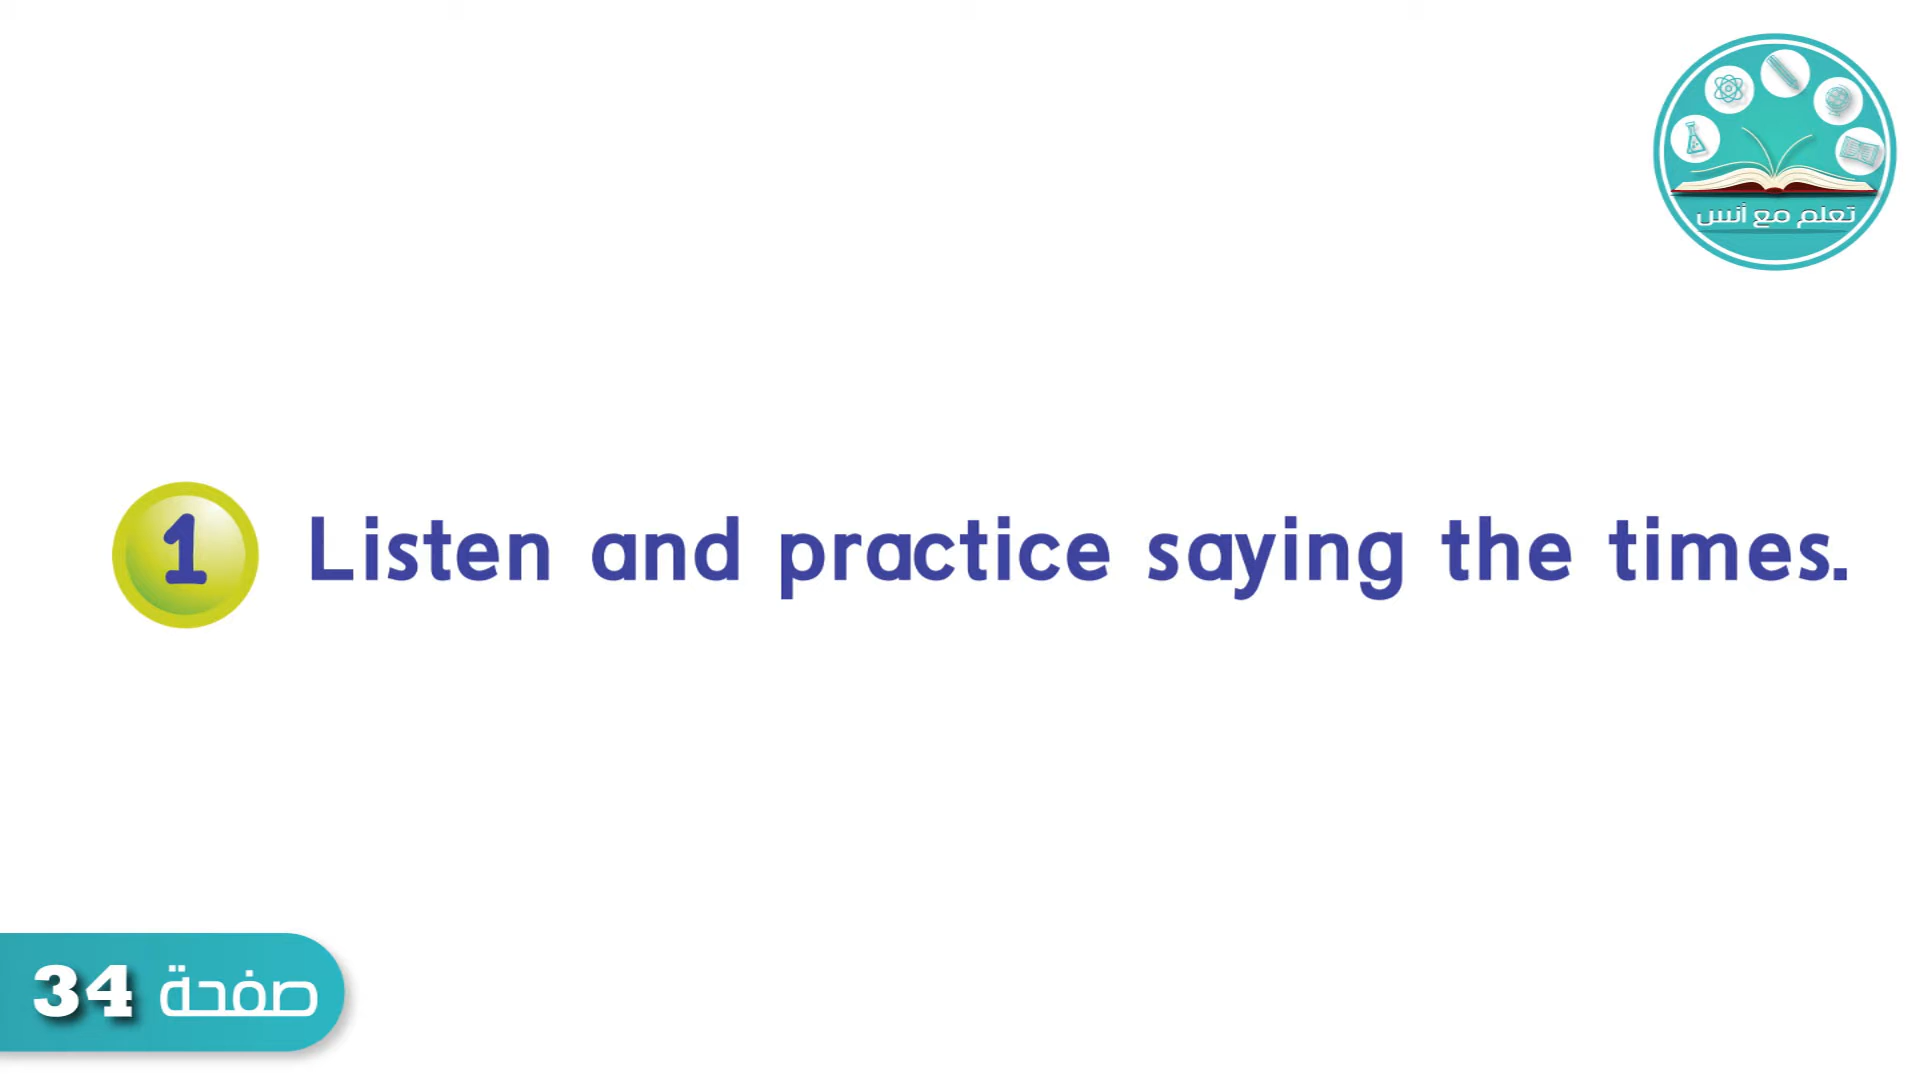 تعلم مع أنس
1 Listen and practice saying the times.
صفحة 34